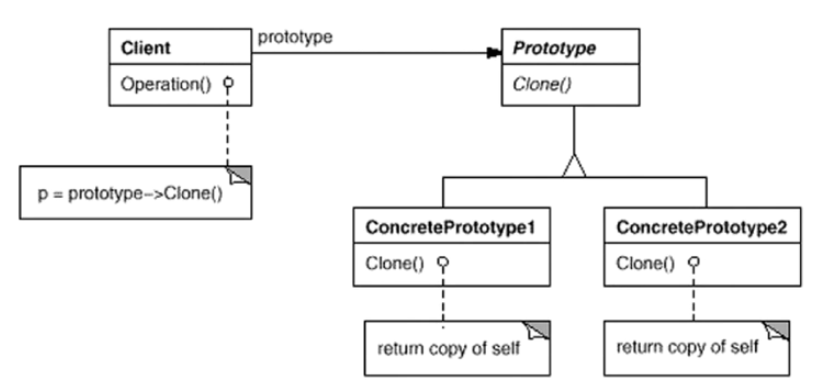 Client
prototype
Prototype
Operation()
Clone()
p = prototype->Clone()
ConcretePrototype1
ConcretePrototype2
Clone()
Clone()
return copy of self
return copy of self